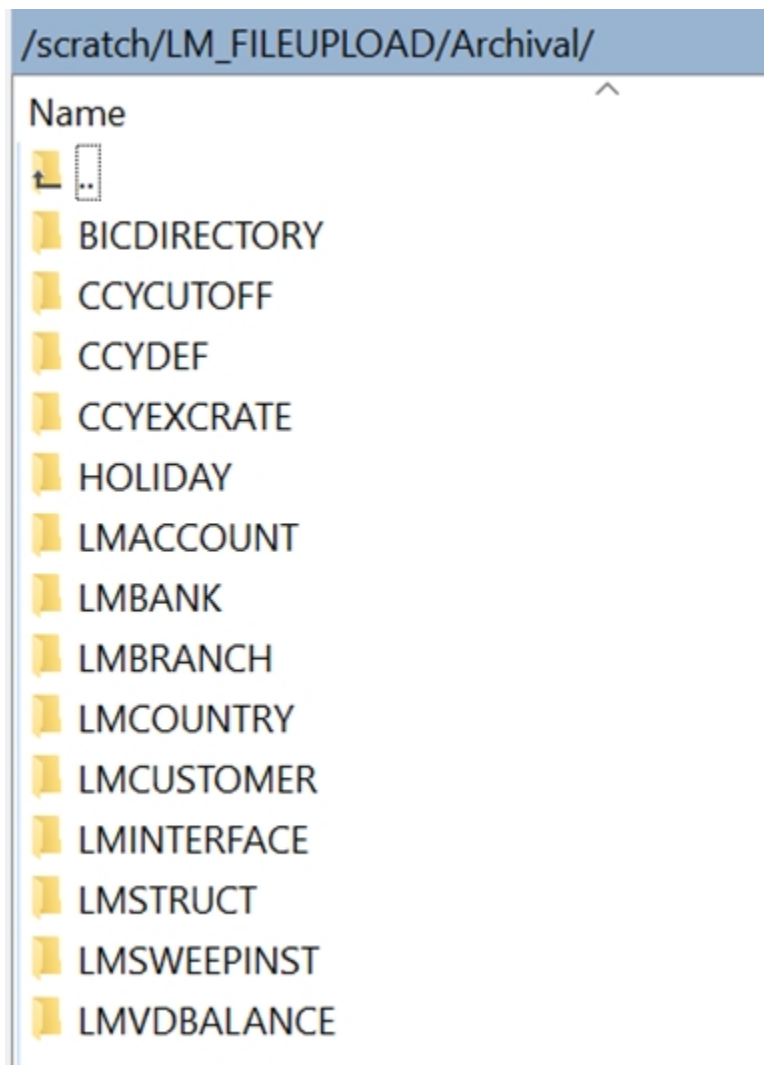 /scratch/LM_FILEUPLOAD/Archival/
Name
..
BICDIRECTORY
CCYCUTOFF
CCYDEF
CCYEXCRATE
HOLIDAY
LMACCOUNT
LMBANK
LMBRANCH
LMCOUNTRY
LMCUSTOMER
LMINTERFACE
LMSTRUCT
LMSWEEPINST
LMVDBALANCE